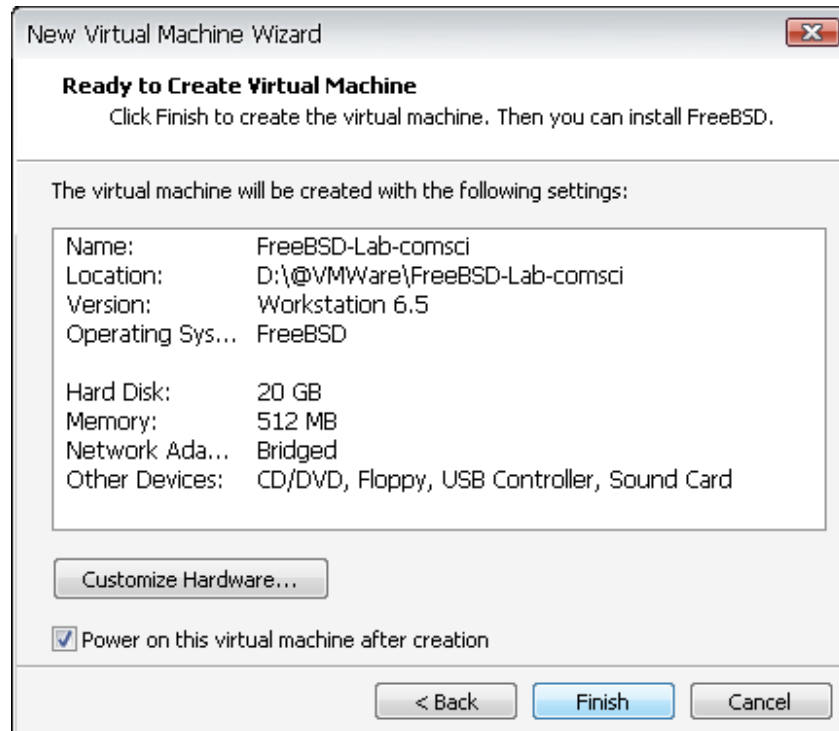 New Virtual Machine Wizard
Ready to Create Virtual Machine
Click Finish to create the virtual machine. Then you can install FreeBSD.
The virtual machine will be created with the following settings:
Name: FreeBSD-Lab-comsci
Location: D:\@VMWare\FreeBSD-Lab-comsci
Version: Workstation 6.5
Operating Sys... FreeBSD
Hard Disk: 20 GB
Memory: 512 MB
Network Ada... Bridged
Other Devices: CD/DVD, Floppy, USB Controller, Sound Card
Customize Hardware...
Power on this virtual machine after creation
< Back Finish Cancel